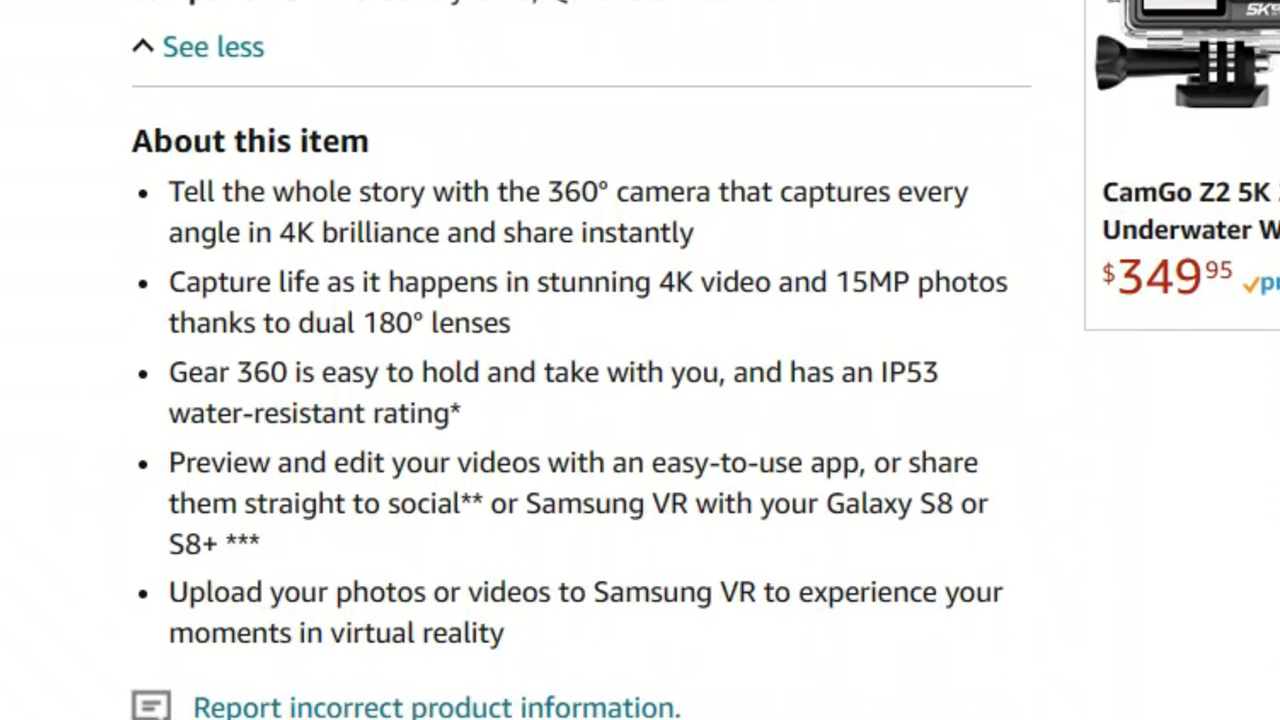 See less
About this item
Tell the whole story with the 360° camera that captures every
angle in 4K brilliance and share instantly
Capture life as it happens in stunning 4K video and 15MP photos
thanks to dual 180° lenses
Gear 360 is easy to hold and take with you, and has an IP53
water-resistant rating*
Preview and edit your videos with an easy-to-use app, or share
them straight to social** or Samsung VR with your Galaxy S8 or
S8+ ***
Upload your photos or videos to Samsung VR to experience your
moments in virtual reality
Report incorrect product information.
5K
CamGo Z2 5K
Underwater W
$349 95